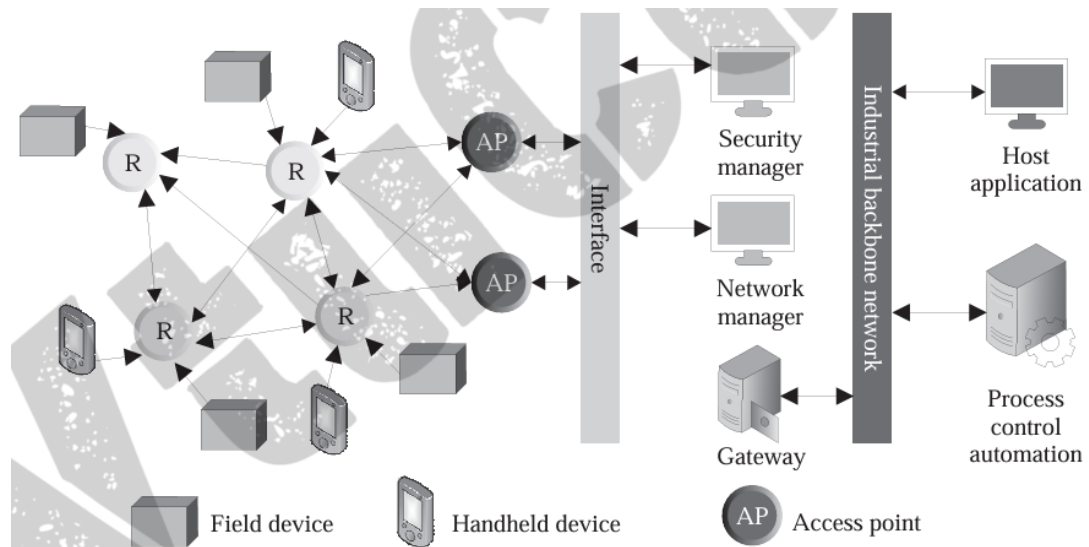 R
R
R
R
AP
AP
Interface
Security
manager
Network
manager
Gateway
Industrial backbone network
Host
application
Process
control
automation
Field device
Handheld device
AP
Access point